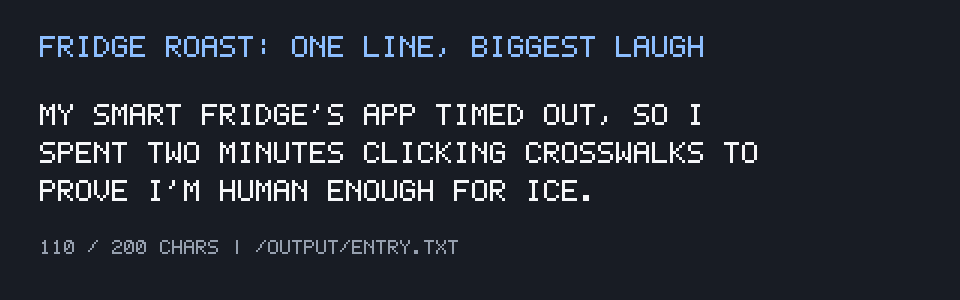 FRIDGE ROAST: ONE LINE, BIGGEST LAUGH
MY SMART FRIDGE'S APP TIMED OUT, SO I
SPENT TWO MINUTES CLICKING CROSSWALKS TO
PROVE I'M HUMAN ENOUGH FOR ICE.
110 / 200 CHARS | /OUTPUT/ENTRY.TXT